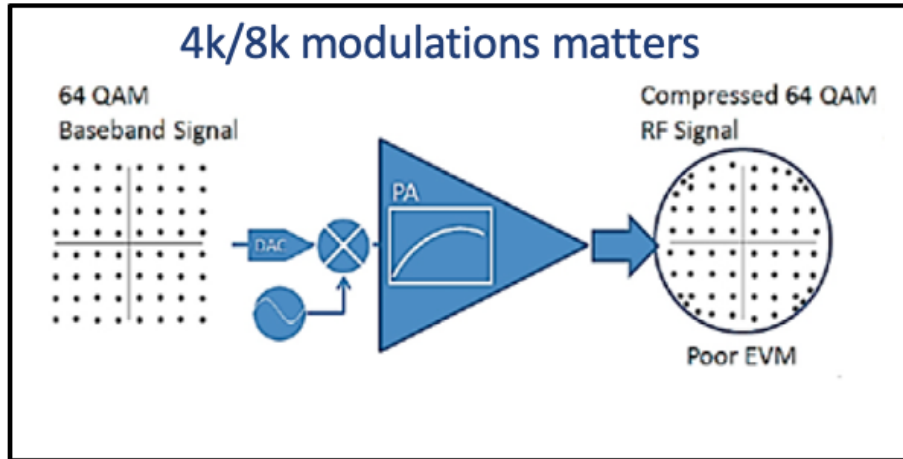 4k/8k modulations matters
64 QAM
Baseband Signal
Compressed 64 QAM
RF Signal
DAC
PA
Poor EVM